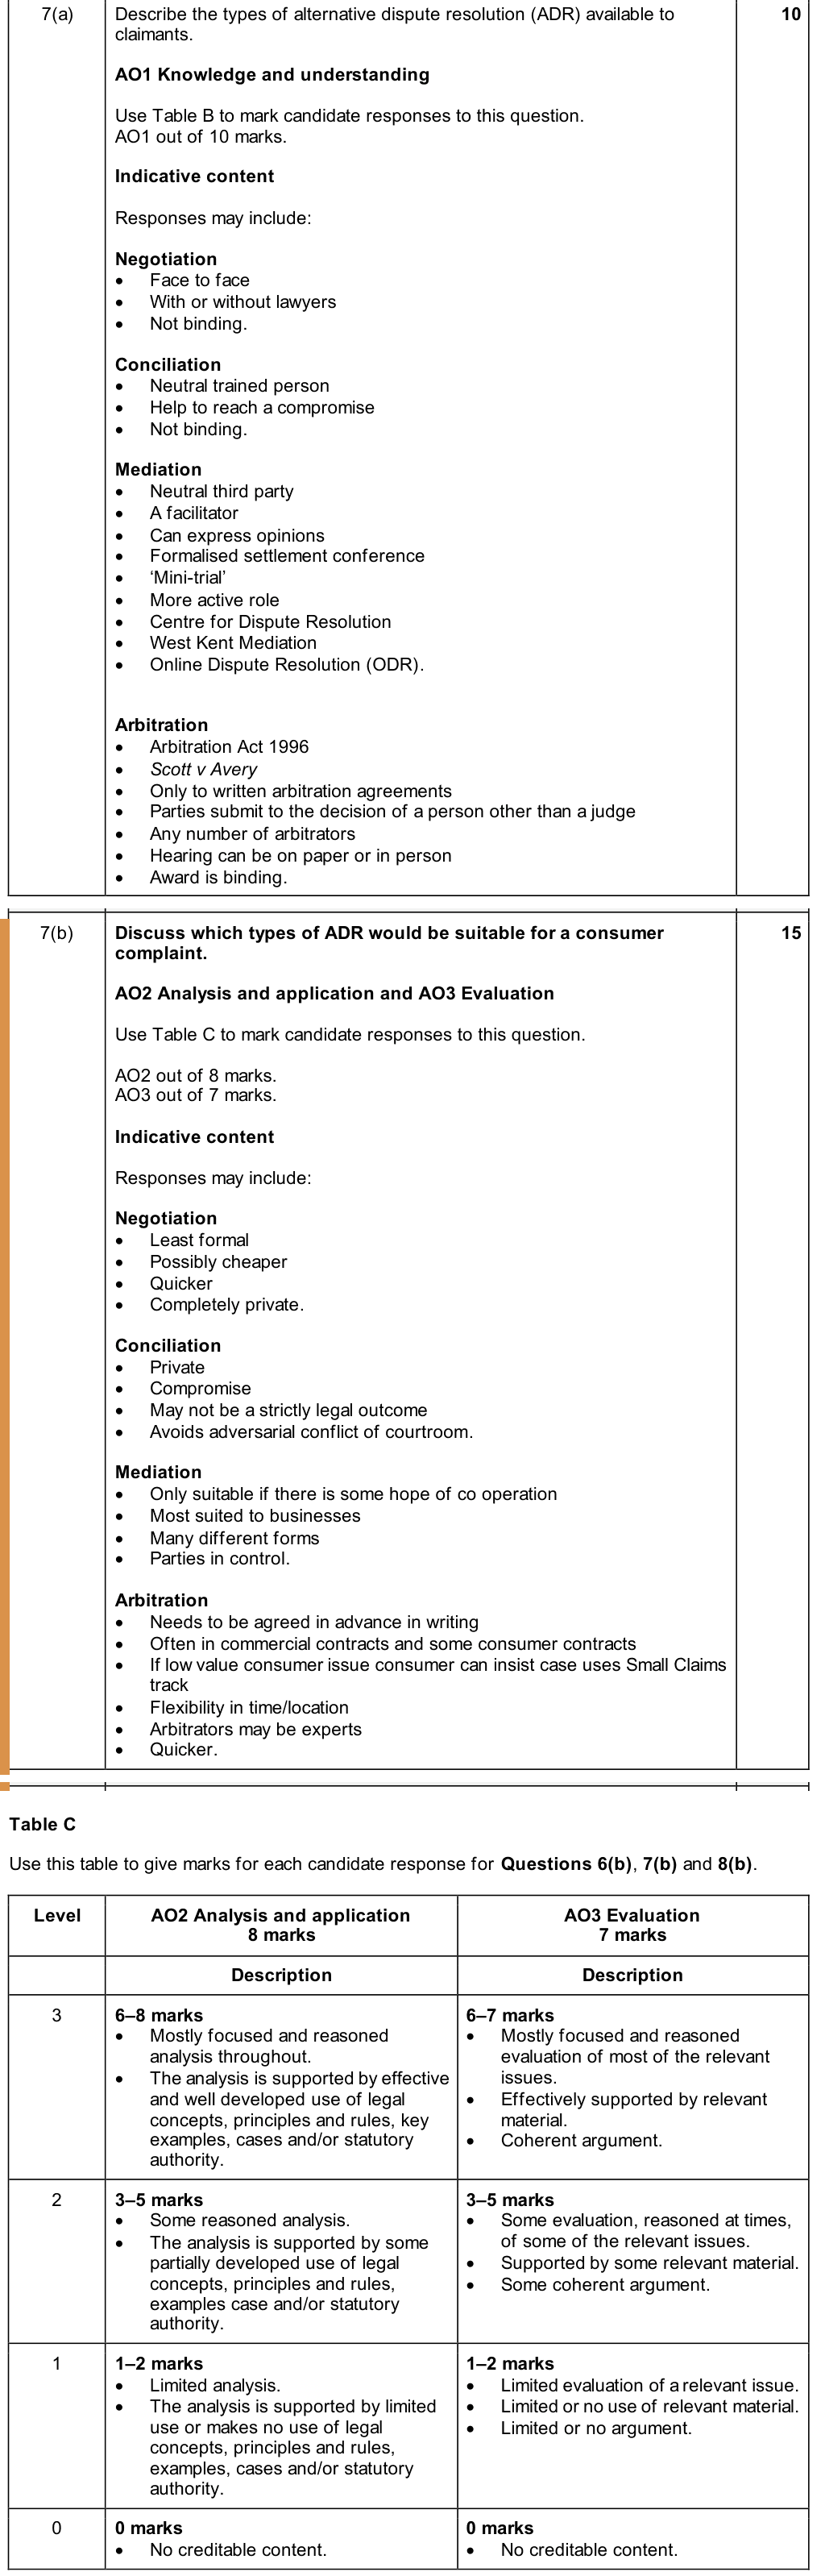 7(a) Describe the types of alternative dispute resolution (ADR) available to 10
claimants.
AO1 Knowledge and understanding
Use Table B to mark candidate responses to this question.
AO1 out of 10 marks.
Indicative content
Responses may include:
Negotiation
• Face to face
• With or without lawyers
• Not binding.
Conciliation
• Neutral trained person
• Help to reach a compromise
• Not binding.
Mediation
• Neutral third party
• A facilitator
• Can express opinions
• Formalised settlement conference
• ‘Mini-trial’
• More active role
• Centre for Dispute Resolution
• West Kent Mediation
• Online Dispute Resolution (ODR).
Arbitration
• Arbitration Act 1996
• Scott v Avery
• Only to written arbitration agreements
• Parties submit to the decision of a person other than a judge
• Any number of arbitrators
• Hearing can be on paper or in person
• Award is binding.
7(b) Discuss which types of ADR would be suitable for a consumer 15
complaint.
AO2 Analysis and application and AO3 Evaluation
Use Table C to mark candidate responses to this question.
AO2 out of 8 marks.
AO3 out of 7 marks.
Indicative content
Responses may include:
Negotiation
• Least formal
• Possibly cheaper
• Quicker
• Completely private.
Conciliation
• Private
• Compromise
• May not be a strictly legal outcome
• Avoids adversarial conflict of courtroom.
Mediation
• Only suitable if there is some hope of co operation
• Most suited to businesses
• Many different forms
• Parties in control.
Arbitration
• Needs to be agreed in advance in writing
• Often in commercial contracts and some consumer contracts
• If low value consumer issue consumer can insist case uses Small Claims
track
• Flexibility in time/location
• Arbitrators may be experts
• Quicker.
Table C
Use this table to give marks for each candidate response for Questions 6(b), 7(b) and 8(b).
Level AO2 Analysis and application AO3 Evaluation
8 marks 7 marks
Description Description
3 6–8 marks
• Mostly focused and reasoned
analysis throughout.
• The analysis is supported by effective
and well developed use of legal
concepts, principles and rules, key
examples, cases and/or statutory
authority.
6–7 marks
• Mostly focused and reasoned
evaluation of most of the relevant
issues.
• Effectively supported by relevant
material.
• Coherent argument.
2 3–5 marks
• Some reasoned analysis.
• The analysis is supported by some
partially developed use of legal
concepts, principles and rules,
examples case and/or statutory
authority.
3–5 marks
• Some evaluation, reasoned at times,
of some of the relevant issues.
• Supported by some relevant material.
• Some coherent argument.
1 1–2 marks
• Limited analysis.
• The analysis is supported by limited
use or makes no use of legal
concepts, principles and rules,
examples, cases and/or statutory
authority.
1–2 marks
• Limited evaluation of a relevant issue.
• Limited or no use of relevant material.
• Limited or no argument.
0 0 marks
• No creditable content.
0 marks
• No creditable content.